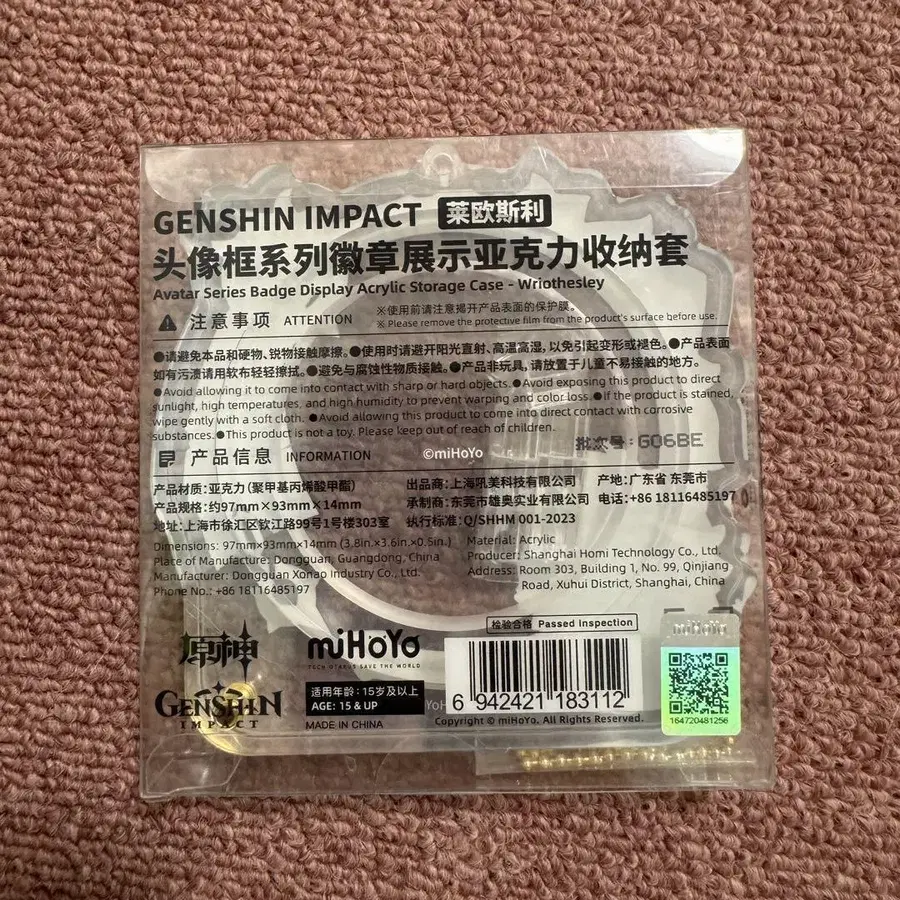 GENSHIN IMPACT 莱欧斯利
头像框系列徽章展示亚克力收纳套
Avatar Series Badge Display Acrylic Storage Case - Wriothesley
注意事项 ATTENTION
※使用前请注意揭开产品表面的保护膜。
※ Please remove the protective film from the product's surface before use.
●请避免本品和硬物、锐物接触摩擦。●使用时请避开阳光直射、高温高湿,以免引起变形或褪色。●产品表面
如有污渍请用软布轻轻擦拭。●避免与腐蚀性物质接触。●产品非玩具,请放置于儿童不易接触的地方。
●Avoid allowing it to come into contact with sharp or hard objects. ●Avoid exposing this product to direct
sunlight, high temperatures, and high humidity to prevent warping and color loss. ●If the product is stained,
wipe gently with a soft cloth. ●Avoid allowing this product to come into direct contact with corrosive
substances. ●This product is not a toy. Please keep out of reach of children.
批次号: G06BE
©miHoYo
产品信息 INFORMATION
产品材质:亚克力(聚甲基丙烯酸甲酯) 出品商:上海吼美科技有限公司 产地:广东省 东莞市
产品规格:约97mm×93mm×14mm 承制商:东莞市雄奥实业有限公司 电话:+86 18116485197
地址:上海市徐汇区钦江路99号1号楼303室 执行标准:Q/SHHM 001-2023
Dimensions: 97mm×93mm×14mm (3.8in.×3.6in.×0.5in.) Material: Acrylic
Place of Manufacture: Dongguan, Guangdong, China Producer: Shanghai Homi Technology Co., Ltd.
Manufacturer: Dongguan Xonao Industry Co., Ltd. Address: Room 303, Building 1, No. 99, Qinjiang
Phone No.: +86 18116485197 Road, Xuhui District, Shanghai, China
检验合格 Passed Inspection
原神
GENSHIN
IMPACT
miHoYo
TECH OTAKUS SAVE THE WORLD
适用年龄:15岁及以上
AGE: 15 & UP
MADE IN CHINA
6 942421 183112
Copyright © miHoYo. All Rights Reserved.
miHoYo
164720481256